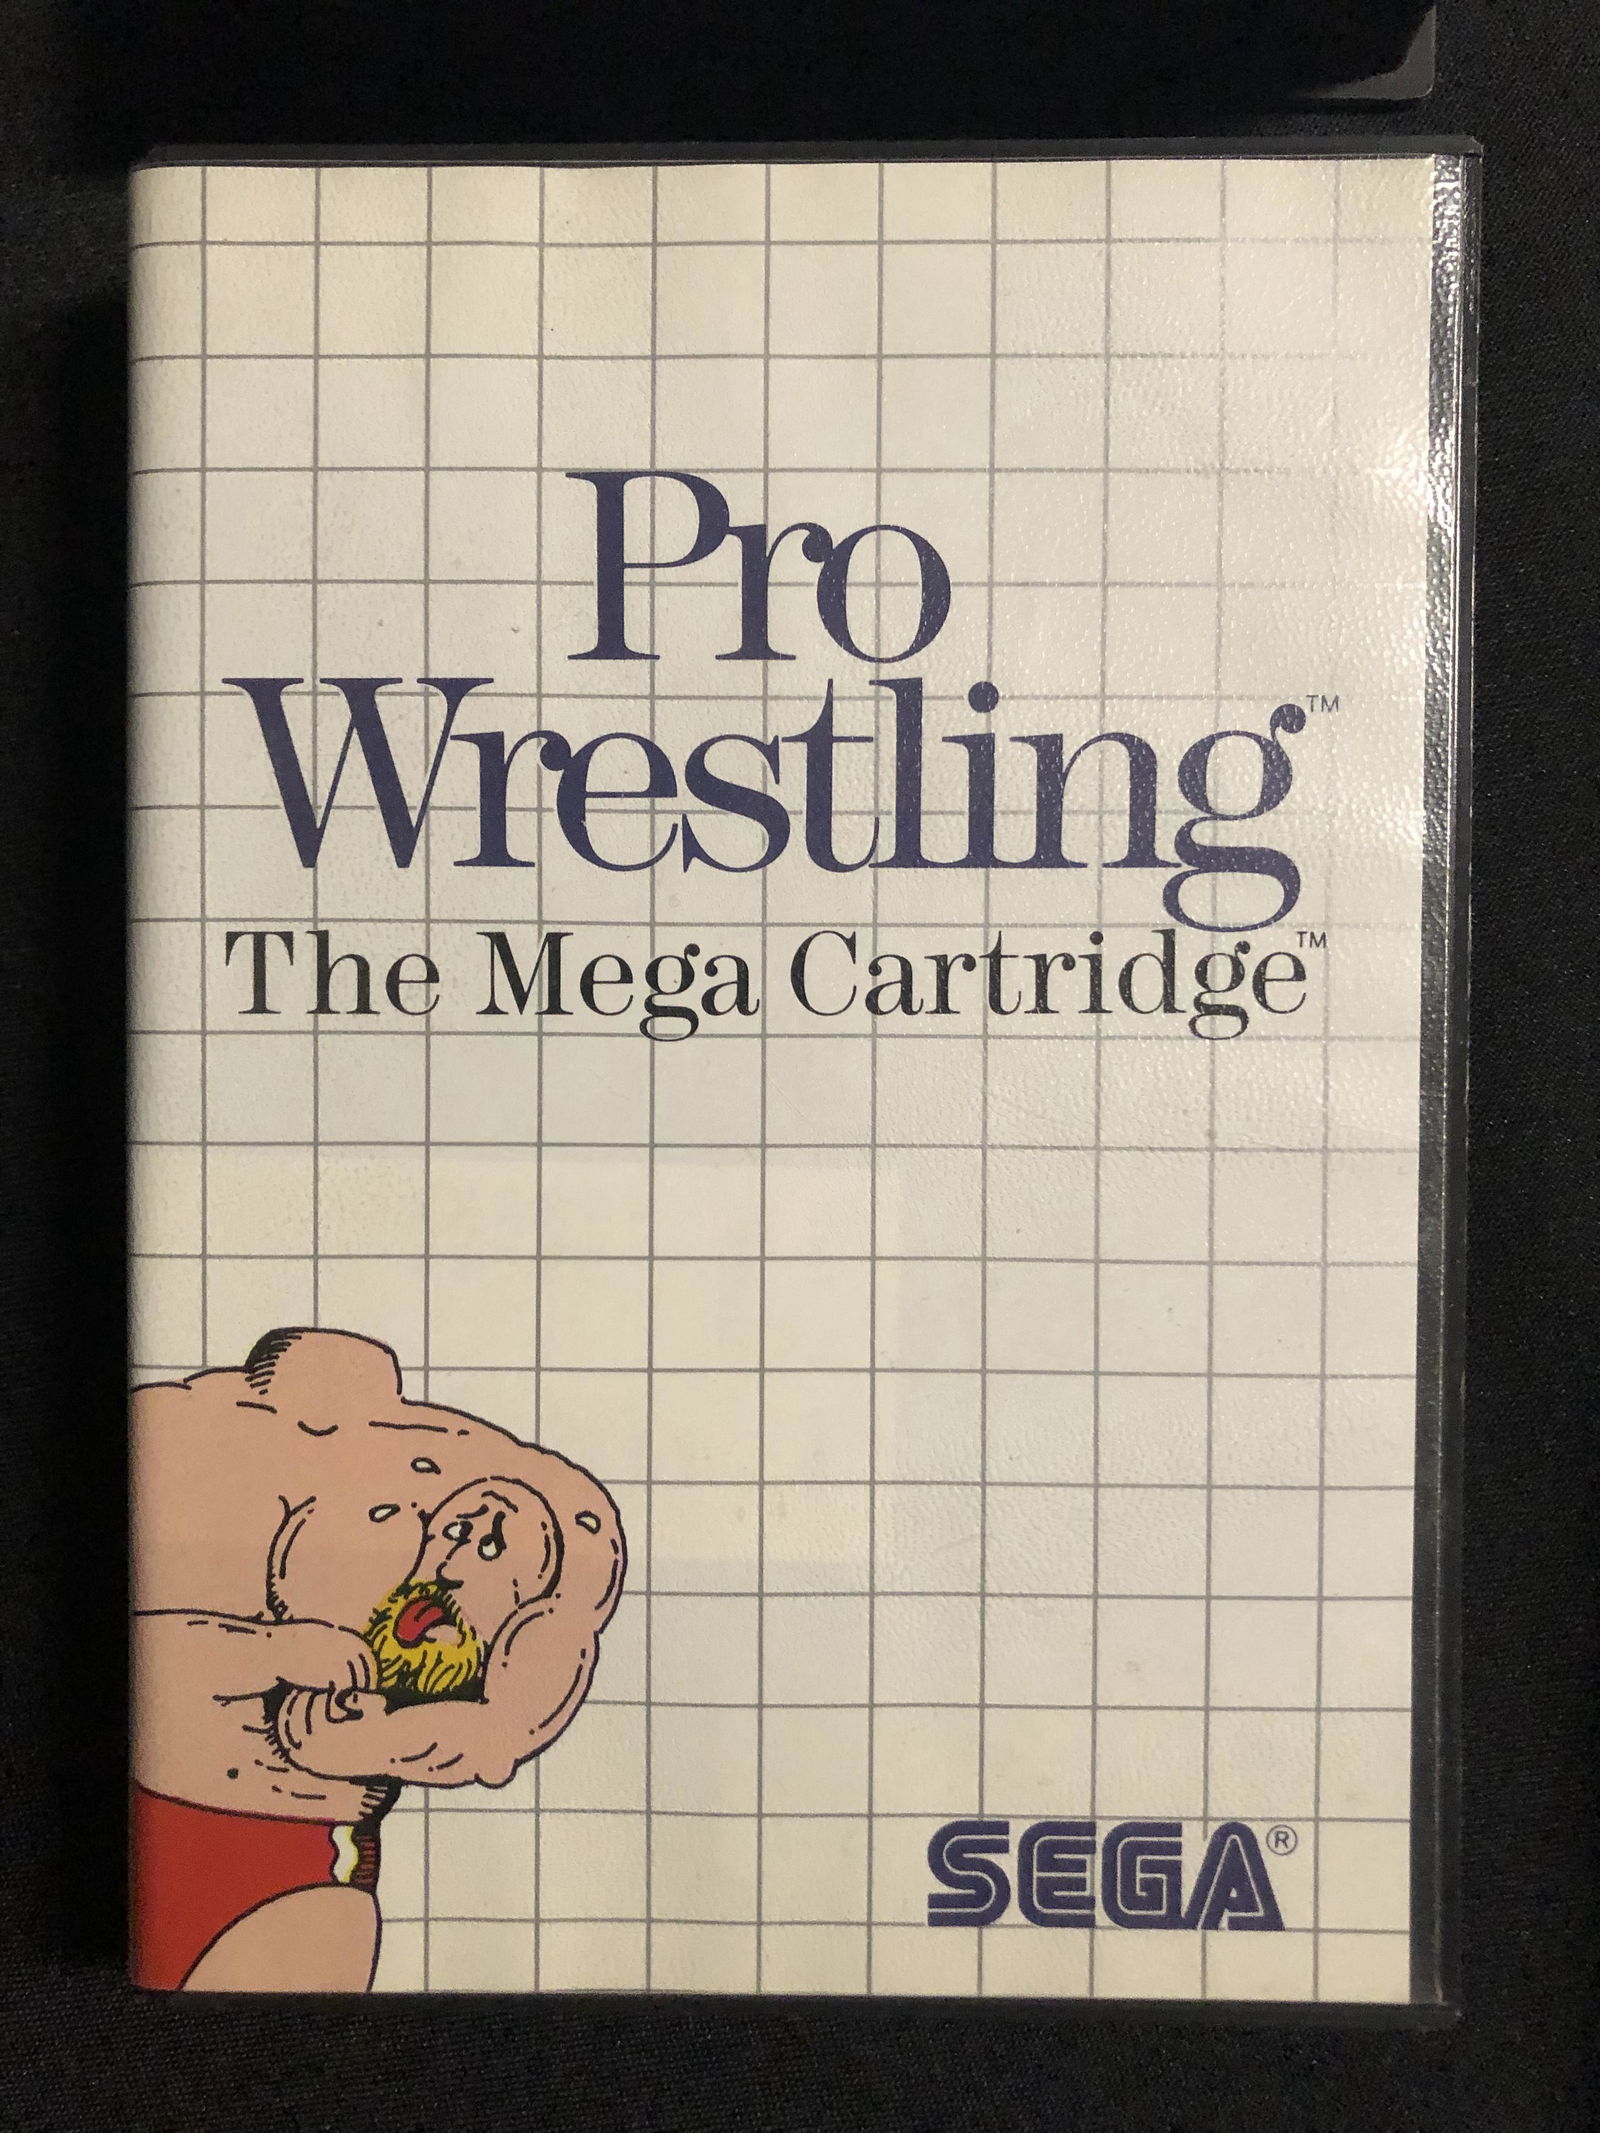 Pro
Wrestling™
The Mega Cartridge™
SEGA®